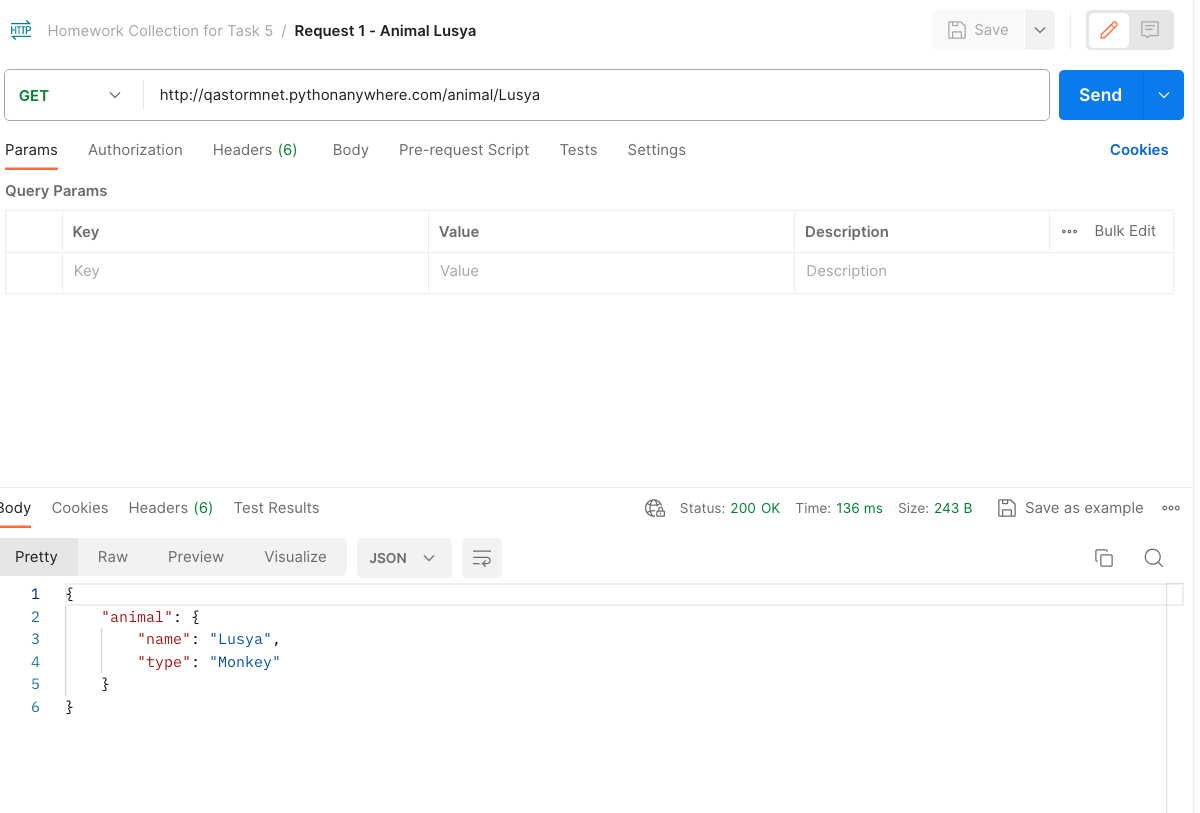 HTTP Homework Collection for Task 5 / Request 1 - Animal Lusya Save
GET http://qastormnet.pythonanywhere.com/animal/Lusya Send
Params Authorization Headers (6) Body Pre-request Script Tests Settings Cookies
Query Params
Key Value Description Bulk Edit
Key Value Description
Body Cookies Headers (6) Test Results Status: 200 OK Time: 136 ms Size: 243 B Save as example
Pretty Raw Preview Visualize JSON
1 {
2 "animal": {
3 "name": "Lusya",
4 "type": "Monkey"
5 }
6 }